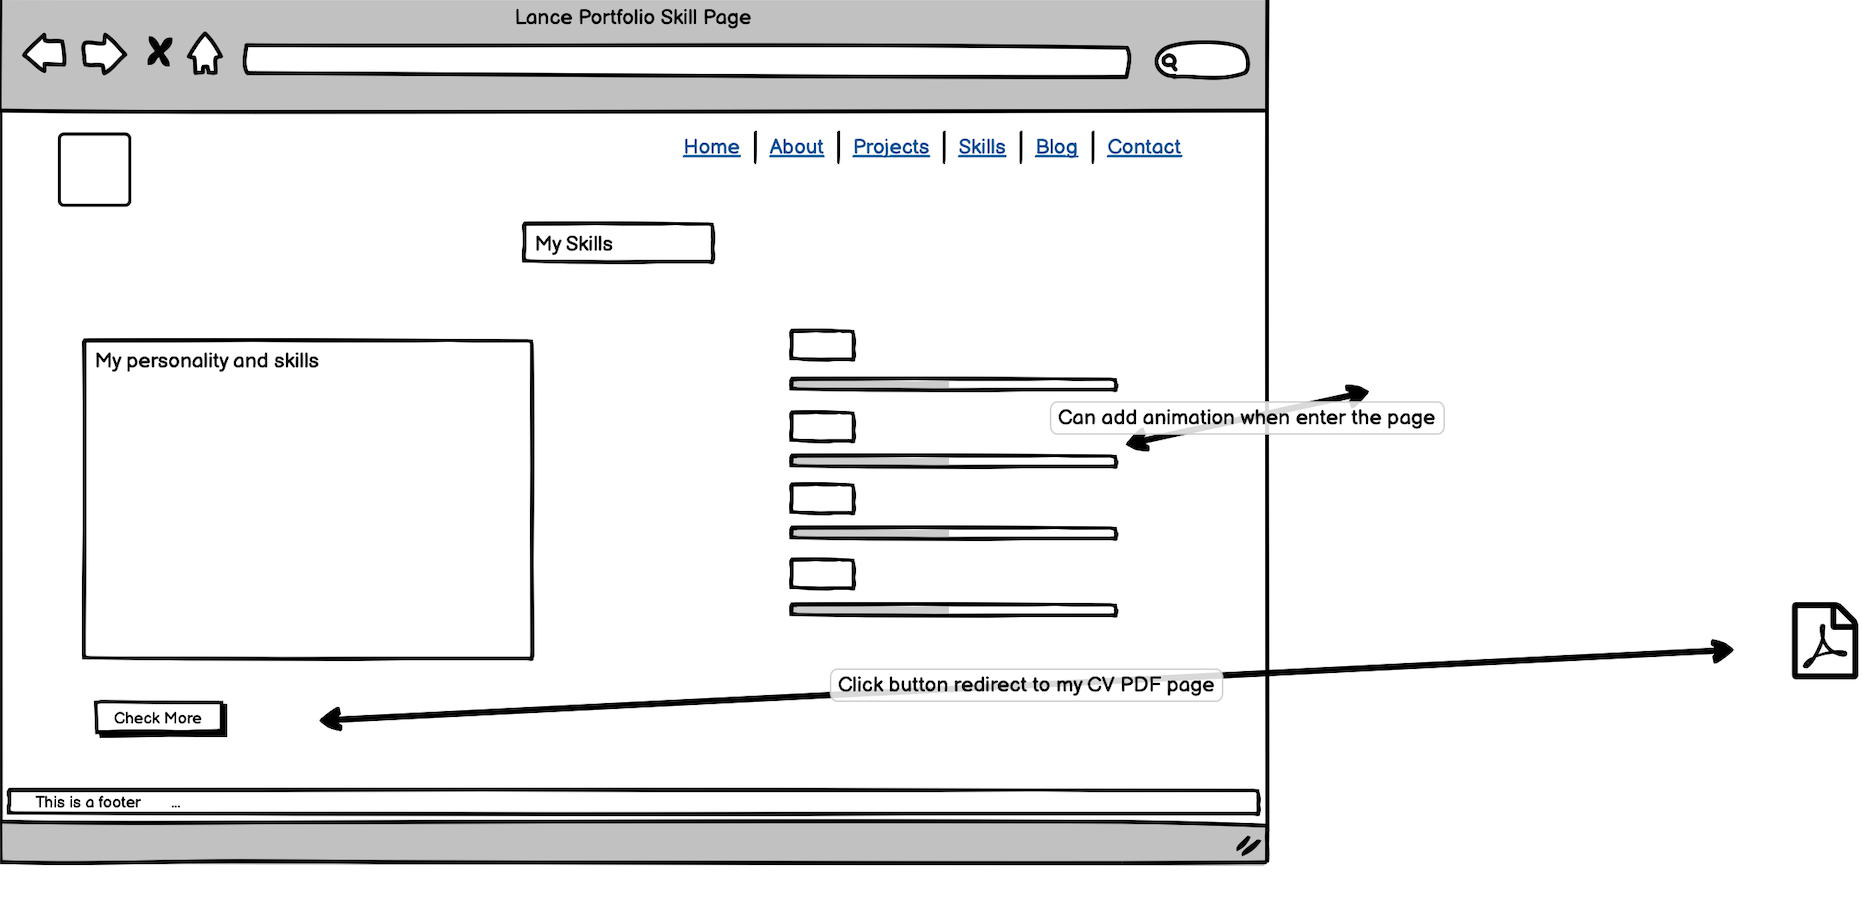 Lance Portfolio Skill Page
Home About Projects Skills Blog Contact
My Skills
My personality and skills
Can add animation when enter the page
Click button redirect to my CV PDF page
Check More
This is a footer ...